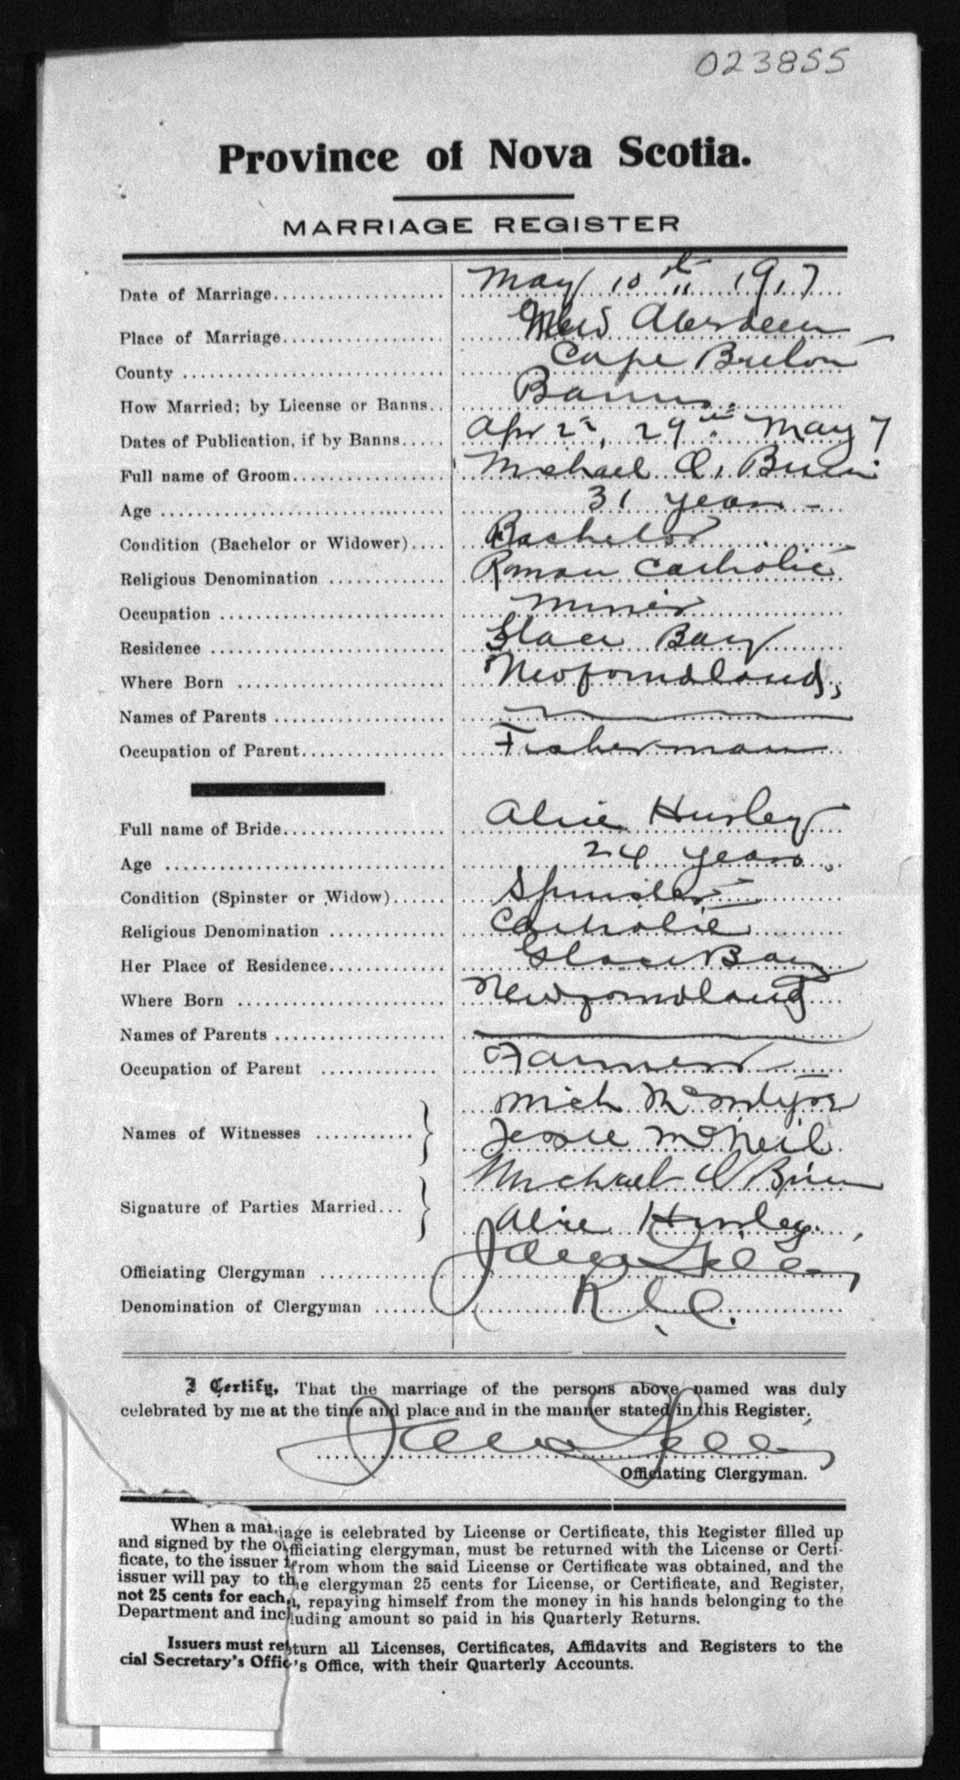 023855
Province of Nova Scotia.
MARRIAGE REGISTER
Date of Marriage.................... May 10th 1917
Place of Marriage.................. New Aberdeen
County ............................. Cape Breton
How Married; by License or Banns.. Banns.
Dates of Publication, if by Banns..... Apr 22, 29th May 7
Full name of Groom.................. Michael O, Brien
Age ................................ 31 years
Condition (Bachelor or Widower).... Bachelor
Religious Denomination ............. Roman Catholic
Occupation ......................... Miner
Residence .......................... Glace Bay
Where Born ....................... Newfoundland,
Names of Parents ...................
Occupation of Parent................ Fisherman
Full name of Bride.................. Alice Hurley
Age ................................ 24 years
Condition (Spinster or Widow)...... Spinster
Religious Denomination ............. Catholic
Her Place of Residence............. Glace Bay
Where Born ....................... Newfoundland
Names of Parents ...................
Occupation of Parent ............. Farmer
Mich McIntyre
Names of Witnesses ...........
Jessie McNeil
Michael O'Brien
Signature of Parties Married...
Alice Hurley.
Officiating Clergyman ..............
Denomination of Clergyman ....... R. C.
I Certify, That the marriage of the persons above named was duly
celebrated by me at the time and place and in the manner stated in this Register.
Officiating Clergyman.
When a marriage is celebrated by License or Certificate, this Register filled up
and signed by the officiating clergyman, must be returned with the License or Certi-
ficate, to the issuer from whom the said License or Certificate was obtained, and the
issuer will pay to the clergyman 25 cents for License, or Certificate, and Register,
not 25 cents for each, repaying himself from the money in his hands belonging to the
Department and including amount so paid in his Quarterly Returns.
Issuers must return all Licenses, Certificates, Affidavits and Registers to the
cial Secretary's Office, with their Quarterly Accounts.